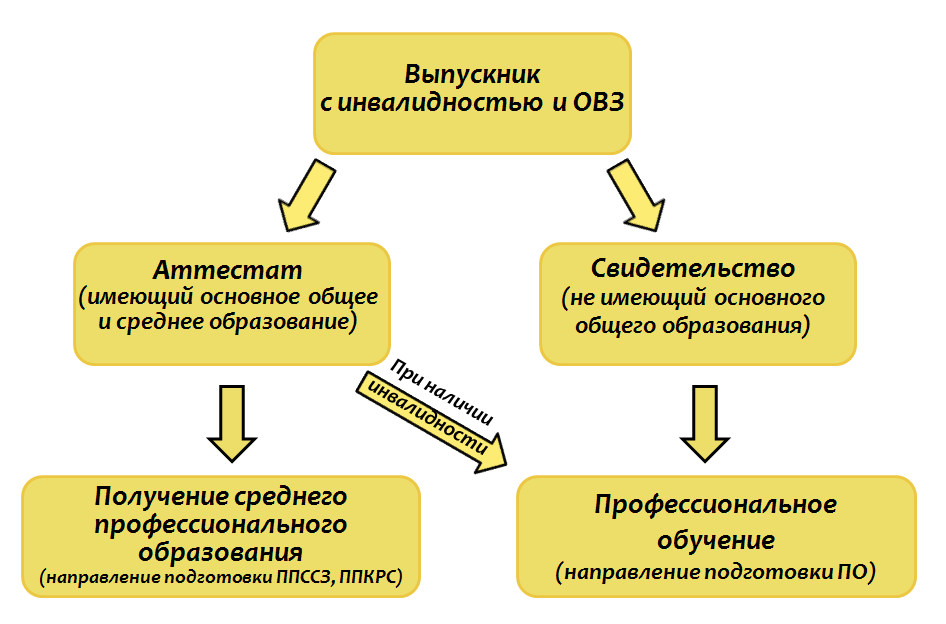 Выпускник
с инвалидностью и ОВЗ
Аттестат
(имеющий основное общее
и среднее образование)
Свидетельство
(не имеющий основного
общего образования)
При наличии
инвалидности
Получение среднего
профессионального
образования
(направление подготовки ППССЗ, ППКРС)
Профессиональное
обучение
(направление подготовки ПО)